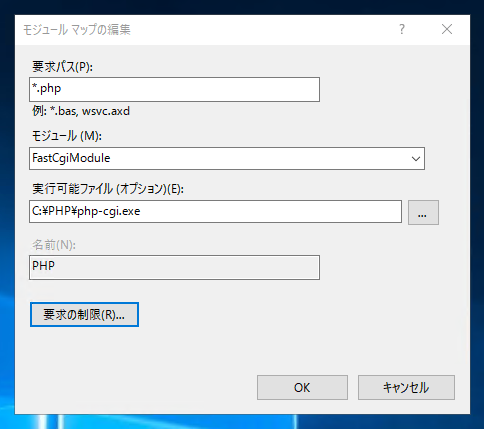 モジュール マップの編集
?
要求パス(P):
*.php
例: *.bas, wsvc.axd
モジュール (M):
FastCgiModule
実行可能ファイル (オプション)(E):
C:¥PHP¥php-cgi.exe
...
名前(N):
PHP
要求の制限(R)...
OK キャンセル